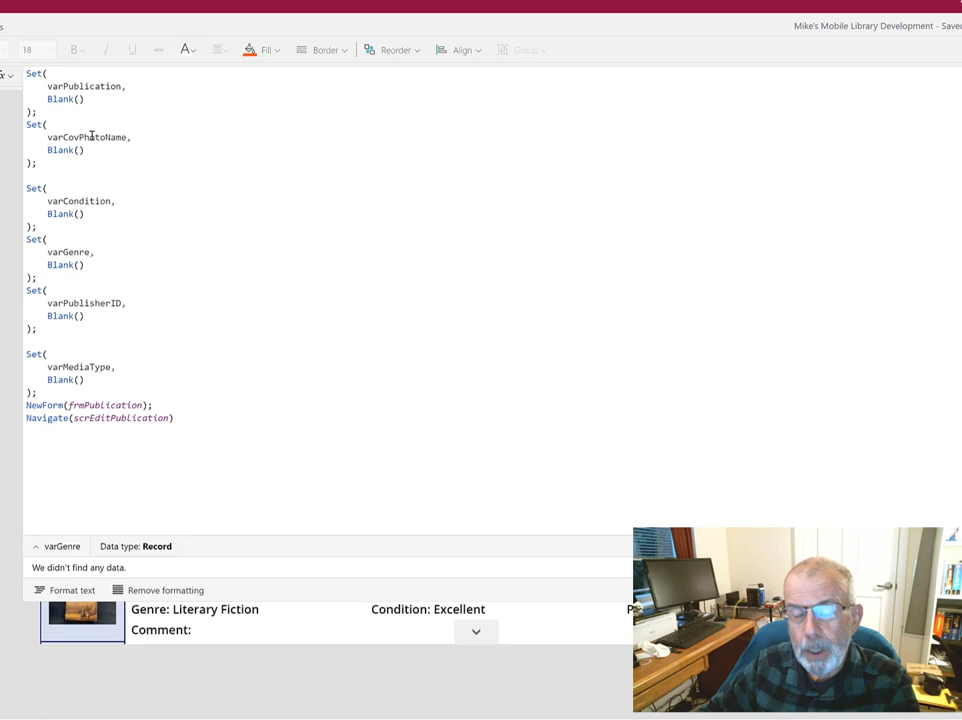 Mike's Mobile Library Development - Saved
18
B
I
U
abc
A
Fill
Border
Reorder
Align
Group
Set(
varPublication,
Blank()
);
Set(
varCovPhotoName,
Blank()
);
Set(
varCondition,
Blank()
);
Set(
varGenre,
Blank()
);
Set(
varPublisherID,
Blank()
);
Set(
varMediaType,
Blank()
);
NewForm(frmPublication);
Navigate(scrEditPublication)
varGenre
Data type: Record
We didn't find any data.
Format text
Remove formatting
Genre: Literary Fiction
Condition: Excellent
Comment: